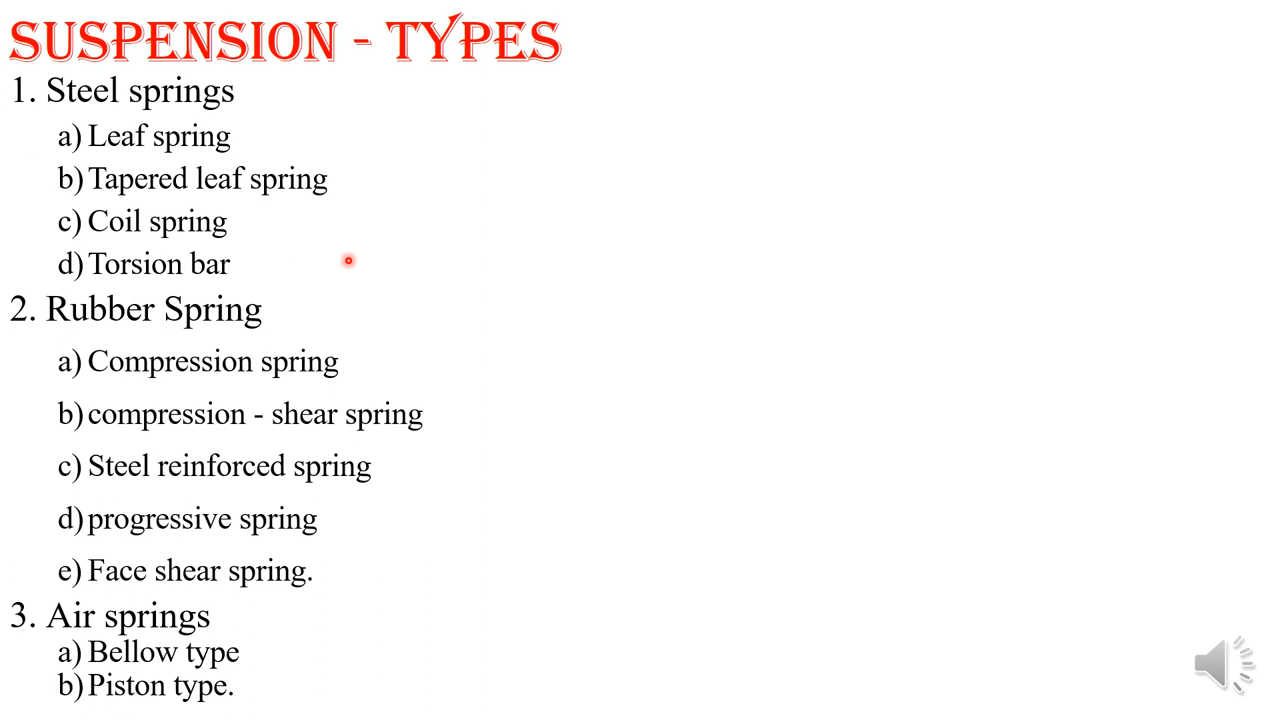 SUSPENSION - TYPES
1. Steel springs
a) Leaf spring
b) Tapered leaf spring
c) Coil spring
d) Torsion bar
2. Rubber Spring
a) Compression spring
b) compression - shear spring
c) Steel reinforced spring
d) progressive spring
e) Face shear spring.
3. Air springs
a) Bellow type
b) Piston type.